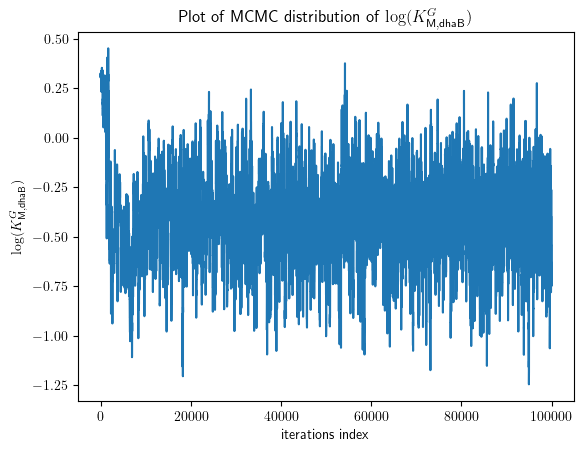 Plot of MCMC distribution of log(K^G_M,dhaB)
log(K^G_M,dhaB)
0.50
0.25
0.00
−0.25
−0.50
−0.75
−1.00
−1.25
0 20000 40000 60000 80000 100000
iterations index